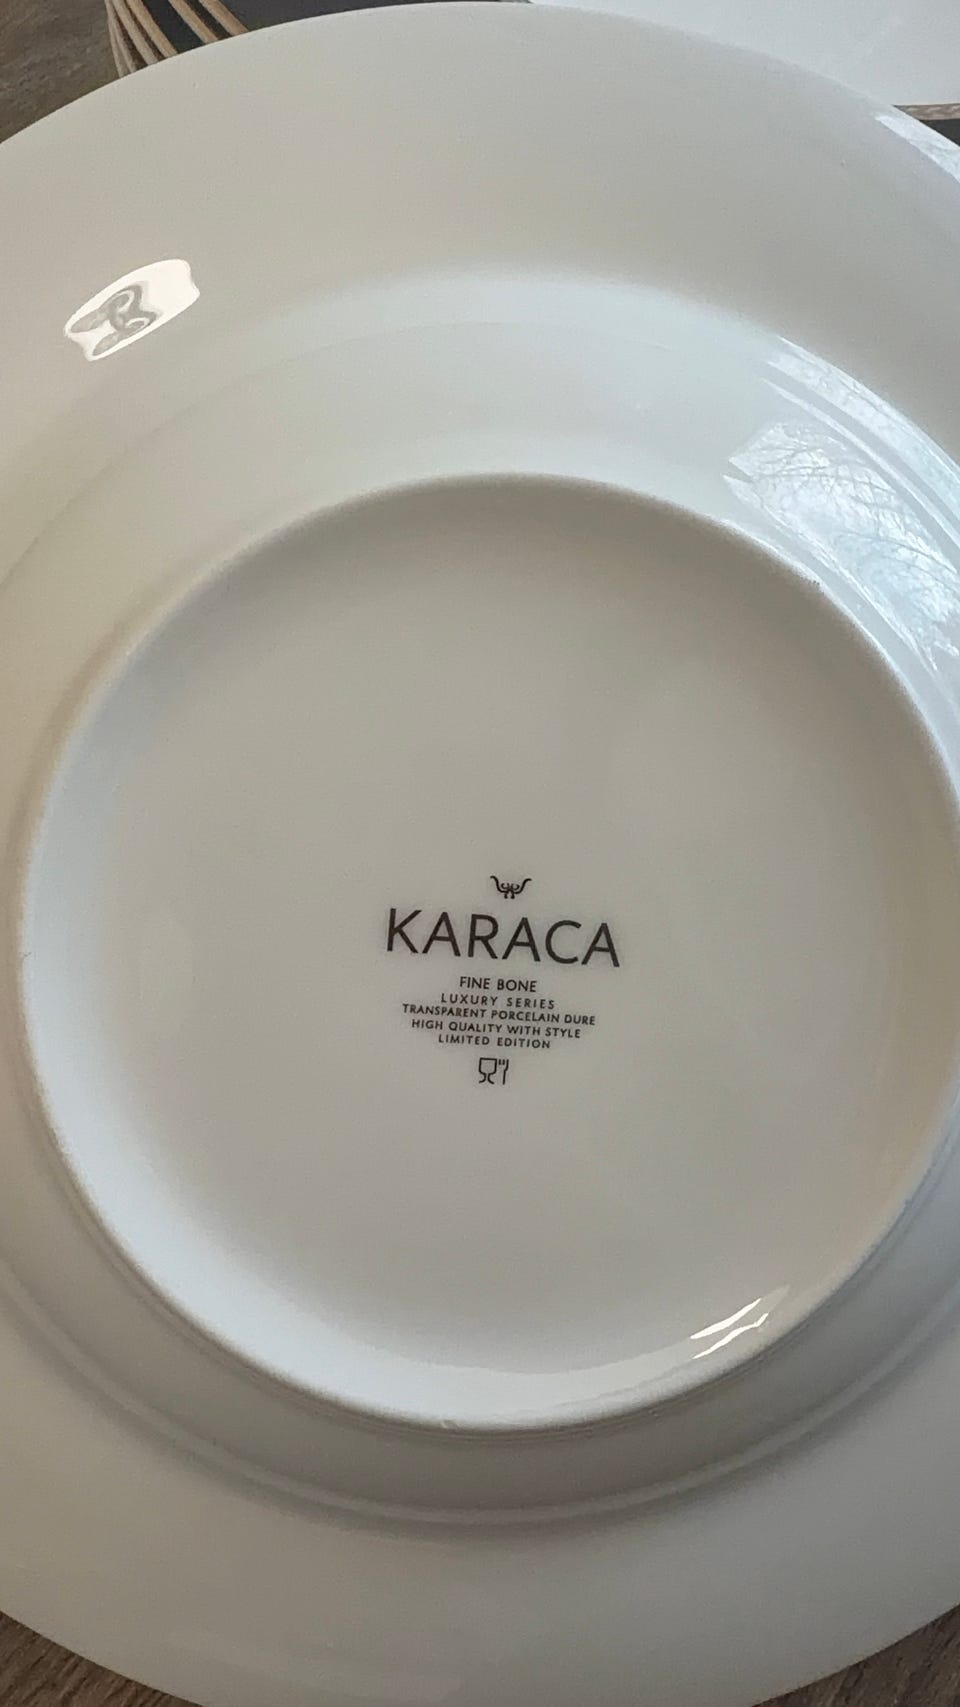 KARACA
FINE BONE
LUXURY SERIES
TRANSPARENT PORCELAIN DURE
HIGH QUALITY WITH STYLE
LIMITED EDITION